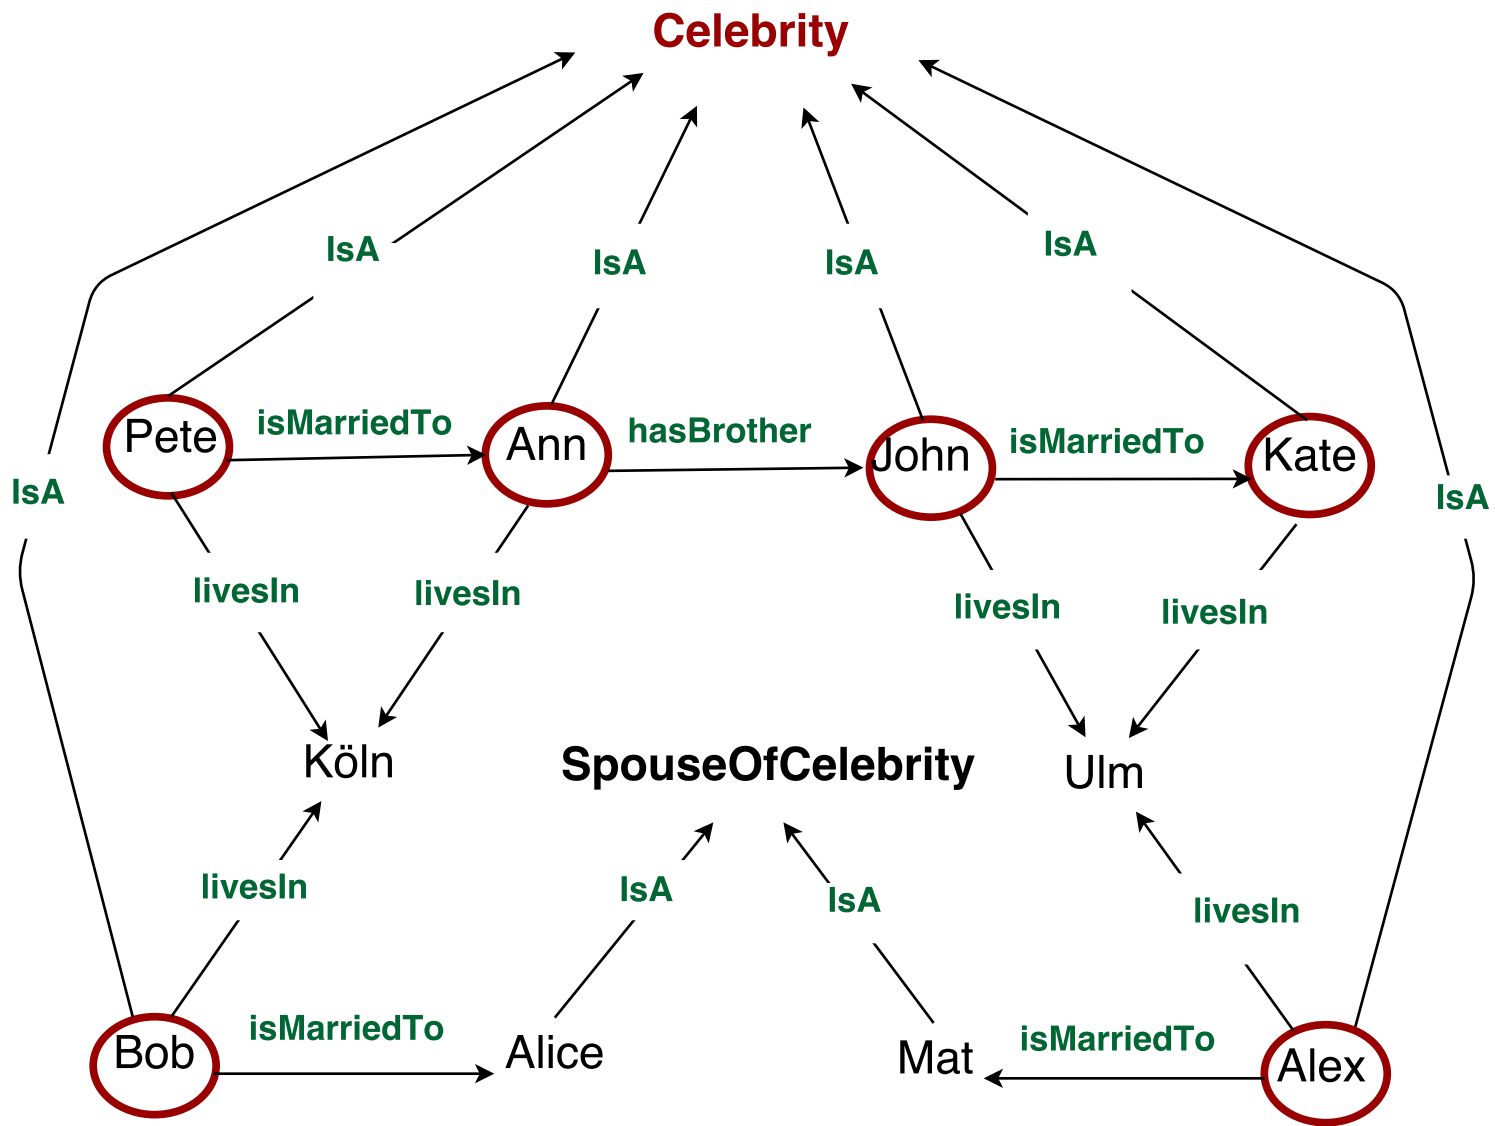 Celebrity
IsA
IsA
IsA
IsA
Pete
isMarriedTo
Ann
hasBrother
John
isMarriedTo
Kate
IsA
IsA
livesIn
livesIn
livesIn
livesIn
Köln
SpouseOfCelebrity
Ulm
livesIn
IsA
IsA
livesIn
Bob
isMarriedTo
Alice
Mat
isMarriedTo
Alex